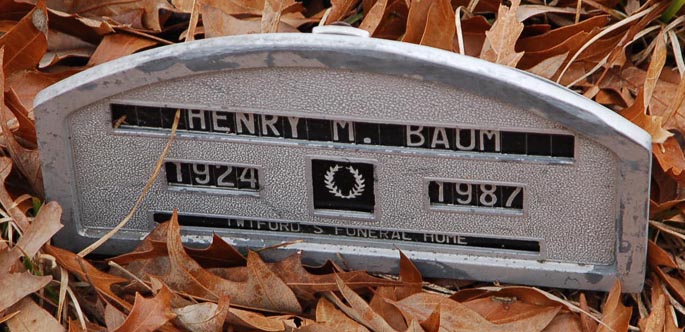 HENRY M. BAUM
1924 1987
TWIFORD'S FUNERAL HOME